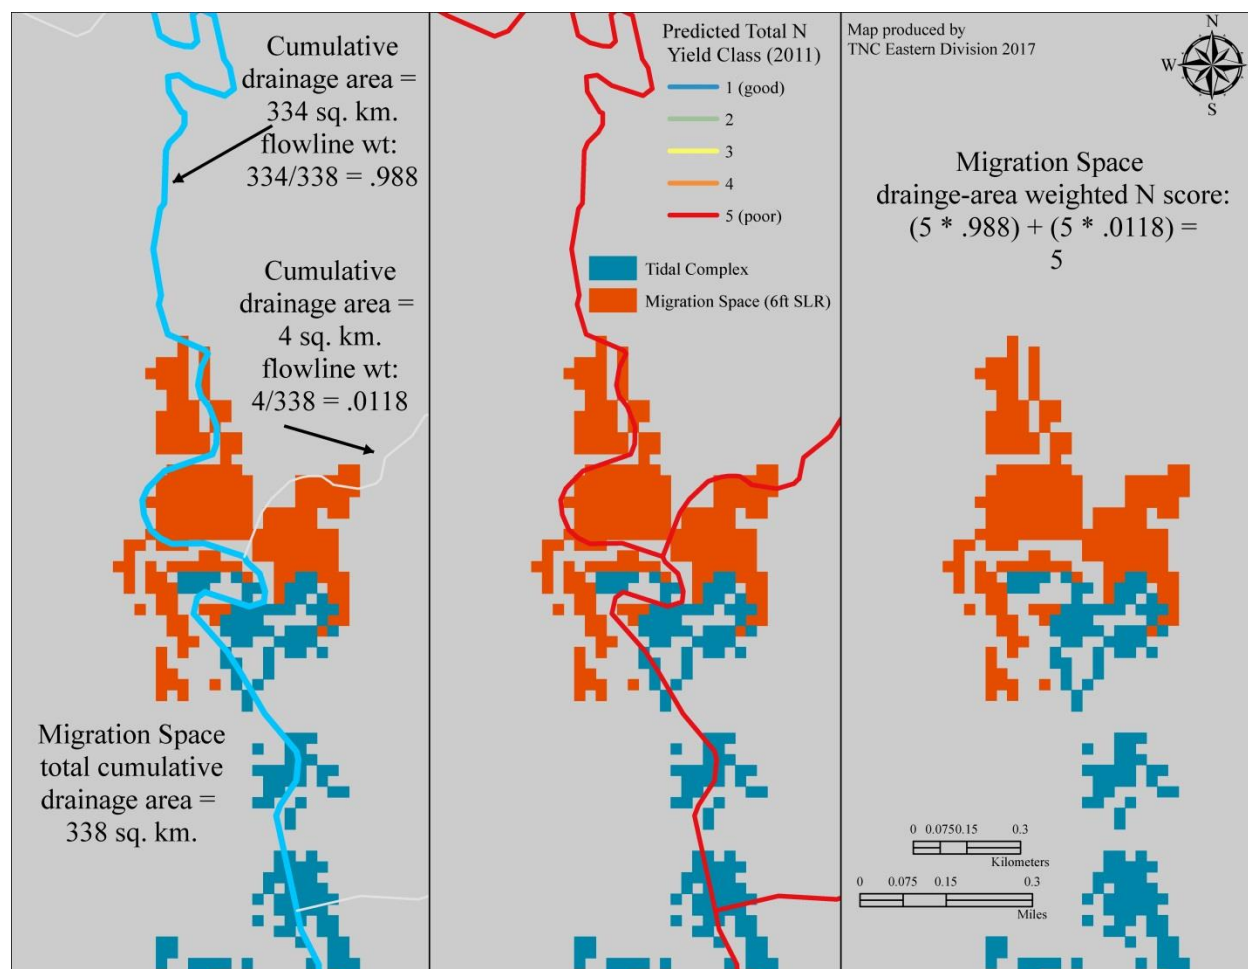 Cumulative
drainage area =
334 sq. km.
flowline wt:
334/338 = .988
Cumulative
drainage area =
4 sq. km.
flowline wt:
4/338 = .0118
Migration Space
total cumulative
drainage area =
338 sq. km.
Predicted Total N
Yield Class (2011)
1 (good)
2
3
4
5 (poor)
Tidal Complex
Migration Space (6ft SLR)
Map produced by
TNC Eastern Division 2017
N
W E
S
Migration Space
drainge-area weighted N score:
(5 * .988) + (5 * .0118) =
5
0 0.075 0.15 0.3
Kilometers
0 0.075 0.15 0.3
Miles